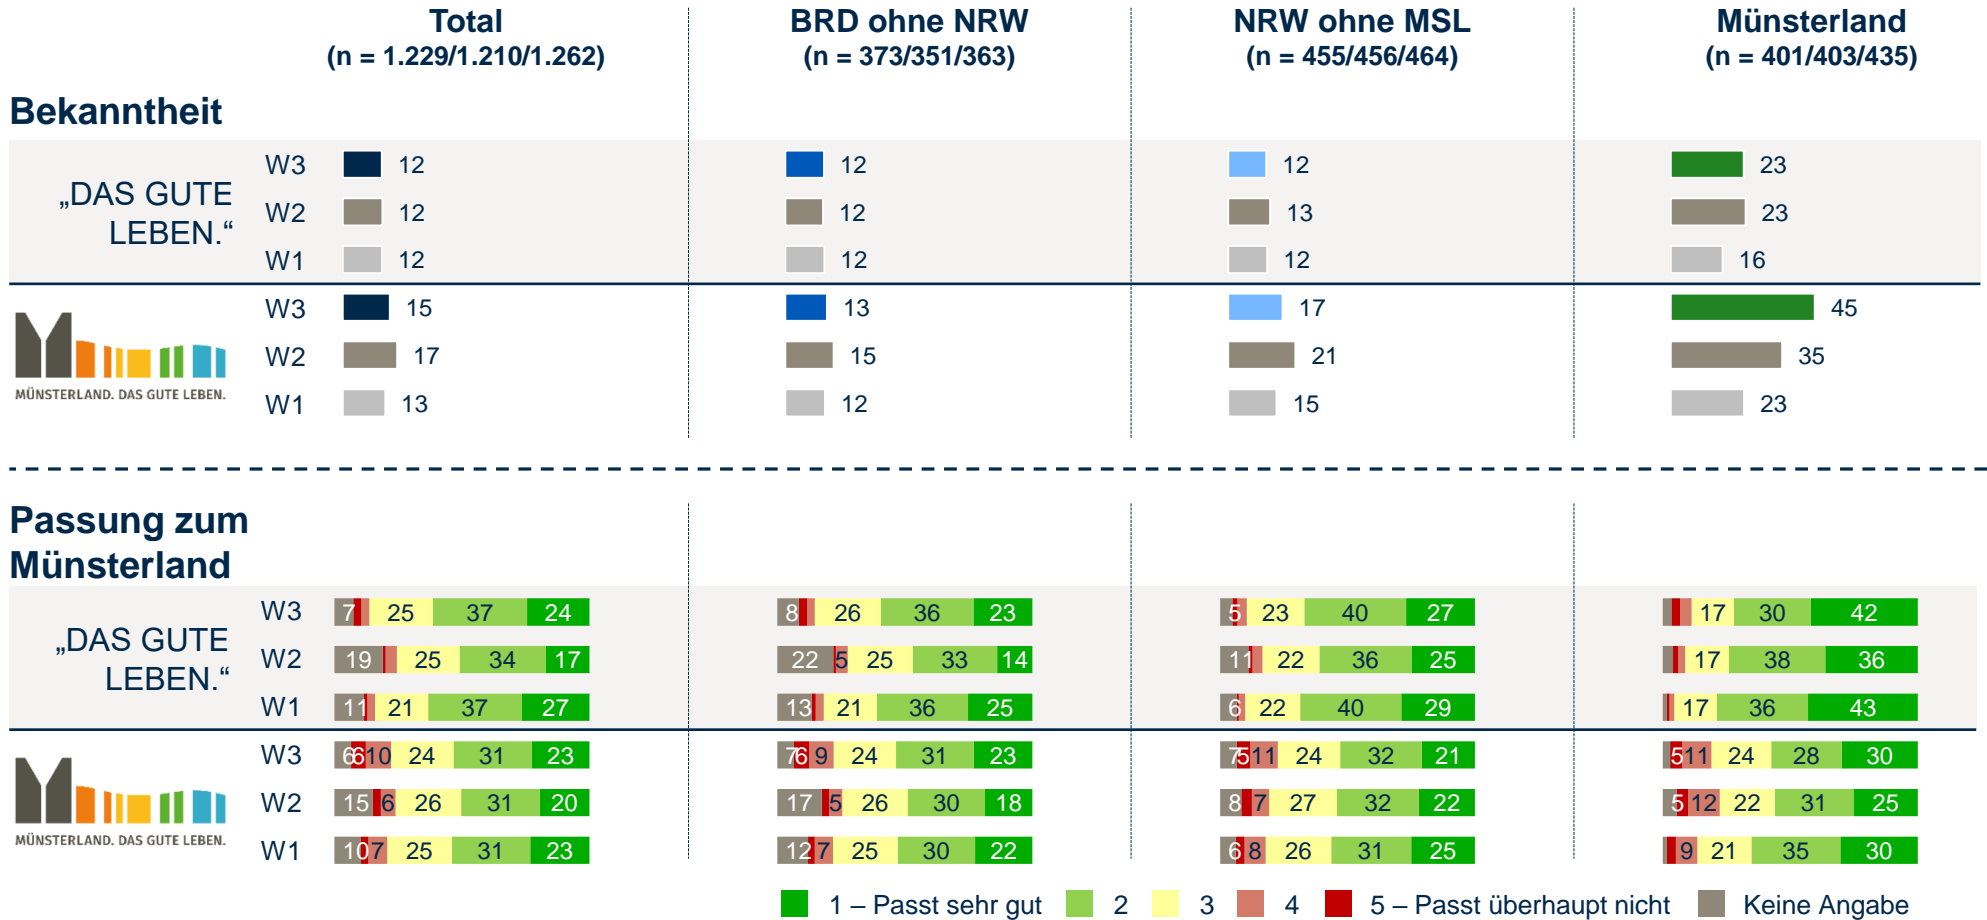 Total
(n = 1.229/1.210/1.262)
BRD ohne NRW
(n = 373/351/363)
NRW ohne MSL
(n = 455/456/464)
Münsterland
(n = 401/403/435)
Bekanntheit
„DAS GUTE
LEBEN.“
W3 12 12 12 23
W2 12 12 13 23
W1 12 12 12 16
MÜNSTERLAND. DAS GUTE LEBEN.
W3 15 13 17 45
W2 17 15 21 35
W1 13 12 15 23
Passung zum
Münsterland
„DAS GUTE
LEBEN.“
W3 7 25 37 24 8 26 36 23 5 23 40 27 17 30 42
W2 19 25 34 17 22 5 25 33 14 11 22 36 25 17 38 36
W1 11 21 37 27 13 21 36 25 6 22 40 29 17 36 43
MÜNSTERLAND. DAS GUTE LEBEN.
W3 6 6 10 24 31 23 7 6 9 24 31 23 7 5 11 24 32 21 5 11 24 28 30
W2 15 6 26 31 20 17 5 26 30 18 8 7 27 32 22 5 12 22 31 25
W1 10 7 25 31 23 12 7 25 30 22 6 8 26 31 25 9 21 35 30
1 – Passt sehr gut 2 3 4 5 – Passt überhaupt nicht Keine Angabe